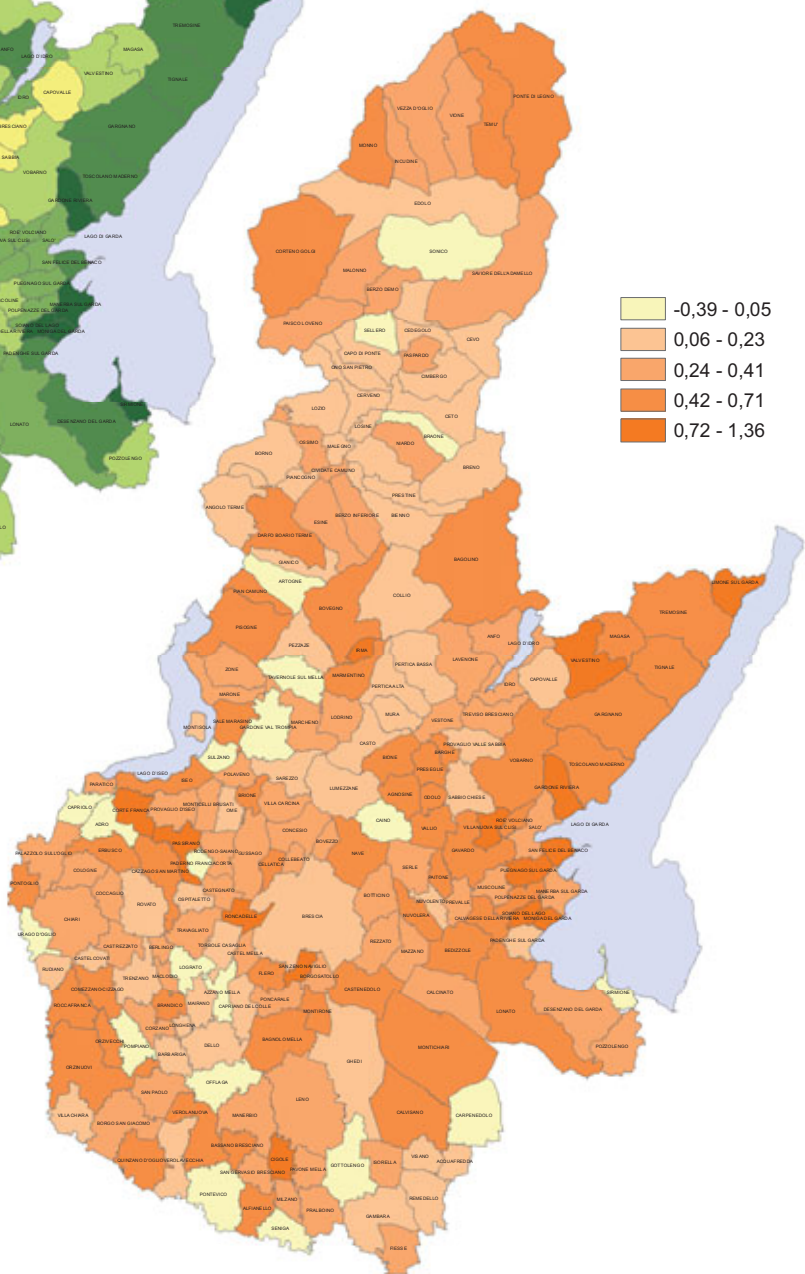 TREMOSINE
MAGASA
LAGO D'IDRO
VALVESTINO
TIGNALE
CAPOVALLE
IDRO
GARGNANO
SABBIA
VOBARNO
TOSCOLANO MADERNO
GARDONE RIVIERA
ROE' VOLCIANO
SALO'
LAGO DI GARDA
SAN FELICE DEL BENACO
PUEGNAGO SUL GARDA
MANERBA SUL GARDA
POLPENAZZE DEL GARDA
SOIANO DEL LAGO
MONIGA DEL GARDA
PADENGHE SUL GARDA
LONATO
DESENZANO DEL GARDA
POZZOLENGO
PONTE DI LEGNO
VEZZA D'OGLIO
VIONE
TEMU'
MONNO
INCUDINE
EDOLO
CORTENO GOLGI
SONICO
MALONNO
SAVIORE DELL'ADAMELLO
BERZO DEMO
PAISCO LOVENO
SELLERO
CEDEGOLO
CEVO
CAPO DI PONTE
PASPARDO
ONO SAN PIETRO
CIMBERGO
CERVENO
LOZIO
CETO
LOSINE
BRAONE
OSSIMO
MALEGNO
NIARDO
BORNO
BRENO
CIVIDATE CAMUNO
PIANCOGNO
PRESTINE
ANGOLO TERME
BERZO INFERIORE
BIENNO
ESINE
DARFO BOARIO TERME
GIANICO
BAGOLINO
ARTOGNE
PIAN CAMUNO
COLLIO
BOVEGNO
LIMONE SUL GARDA
TREMOSINE
PISOGNE
MAGASA
ANFO
LAGO D'IDRO
PEZZAZE
IRMA
LAVENONE
VALVESTINO
TIGNALE
ZONE
PERTICA BASSA
TAVERNOLE SUL MELLA
MARMENTINO
CAPOVALLE
IDRO
PERTICA ALTA
MARONE
MURA
LODRINO
TREVISO BRESCIANO
GARGNANO
SALE MARASINO
MARCHENO
VESTONE
MONTISOLA
GARDONE VAL TROMPIA
CASTO
PROVAGLIO VALLE SABBIA
BARGHE
SULZANO
BIONE
VOBARNO
TOSCOLANO MADERNO
LAGO D'ISEO
POLAVENO
SAREZZO
PRESEGLIE
ISEO
PARATICO
LUMEZZANE
GARDONE RIVIERA
AGNOSINE
ODOLO
SABBIO CHIESE
BRIONE
CAPRIOLO
MONTICELLI BRUSATI
VILLA CARCINA
CORTE FRANCA
PROVAGLIO D'ISEO
OME
CAINO
ROE' VOLCIANO
ADRO
VALLIO
VILLANUOVA SUL CLISI
SALO'
LAGO DI GARDA
CONCESIO
PASSIRANO
BOVEZZO
NAVE
GAVARDO
SAN FELICE DEL BENACO
PALAZZOLO SULL'OGLIO
ERBUSCO
RODENGO-SAIANO
GUSSAGO
COLLEBEATO
PADERNO FRANCIACORTA
CELLATICA
SERLE
PUEGNAGO SUL GARDA
CAZZAGO SAN MARTINO
COLOGNE
PAITONE
PONTOGLIO
CASTEGNATO
MUSCOLINE
MANERBA SUL GARDA
COCCAGLIO
BOTTICINO
POLPENAZZE DEL GARDA
OSPITALETTO
NUVOLENTO
PREVALLE
ROVATO
RONCADELLE
NUVOLERA
SOIANO DEL LAGO
CHIARI
BRESCIA
CALVAGESE DELLA RIVIERA
MONIGA DEL GARDA
URAGO D'OGLIO
TRAVAGLIATO
REZZATO
PADENGHE SUL GARDA
CASTREZZATO
BERLINGO
TORBOLE CASAGLIA
MAZZANO
BEDIZZOLE
CASTELCOVATI
CASTEL MELLA
RUDIANO
LOGRATO
SAN ZENO NAVIGLIO
TRENZANO
MACLODIO
FLERO
BORGOSATOLLO
COMEZZANO CIZZAGO
AZZANO MELLA
CASTENEDOLO
CALCINATO
SIRMIONE
ROCCAFRANCA
BRANDICO
MAIRANO
CAPRIANO DEL COLLE
PONCARALE
MONTIRONE
LONATO
DESENZANO DEL GARDA
CORZANO
LONGHENA
ORZIVECCHI
POMPIANO
DELLO
BAGNOLO MELLA
MONTICHIARI
POZZOLENGO
BARBARIGA
GHEDI
ORZINUOVI
OFFLAGA
SAN PAOLO
LENO
VILLACHIARA
VEROLANUOVA
MANERBIO
CALVISANO
CARPENEDOLO
BORGO SAN GIACOMO
BASSANO BRESCIANO
CIGOLE
VISANO
QUINZANO D'OGLIO
VEROLAVECCHIA
GOTTOLENGO
ISORELLA
ACQUAFREDDA
SAN GERVASIO BRESCIANO
PAVONE MELLA
PONTEVICO
MILZANO
REMEDELLO
ALFIANELLO
PRALBOINO
GAMBARA
SENIGA
FIESSE
-0,39 - 0,05
0,06 - 0,23
0,24 - 0,41
0,42 - 0,71
0,72 - 1,36